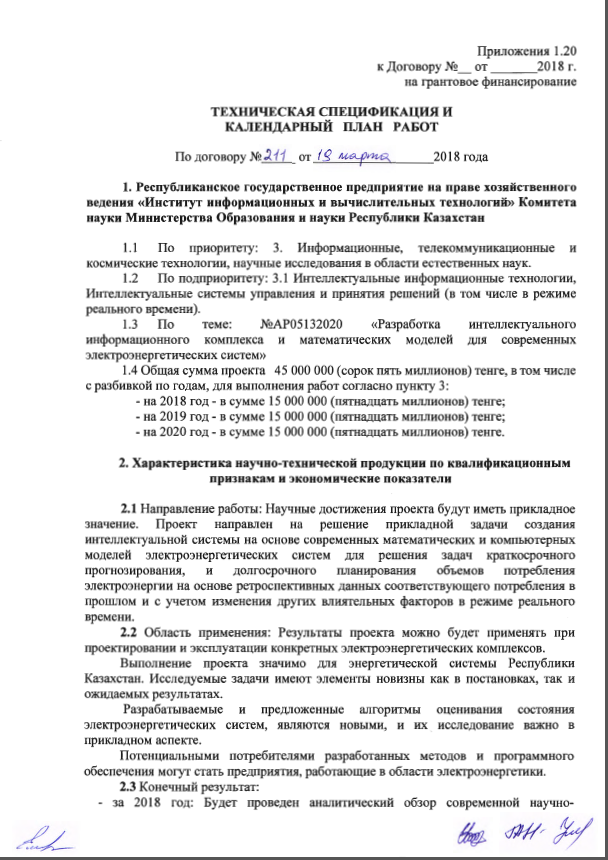 Приложения 1.20
к Договору №__ от _______2018 г.
на грантовое финансирование
ТЕХНИЧЕСКАЯ СПЕЦИФИКАЦИЯ И
КАЛЕНДАРНЫЙ ПЛАН РАБОТ
По договору №211 от 19 марта 2018 года
1. Республиканское государственное предприятие на праве хозяйственного
ведения «Институт информационных и вычислительных технологий» Комитета
науки Министерства Образования и науки Республики Казахстан
1.1 По приоритету: 3. Информационные, телекоммуникационные и
космические технологии, научные исследования в области естественных наук.
1.2 По подприоритету: 3.1 Интеллектуальные информационные технологии,
Интеллектуальные системы управления и принятия решений (в том числе в режиме
реального времени).
1.3 По теме: №АР05132020 «Разработка интеллектуального
информационного комплекса и математических моделей для современных
электроэнергетических систем»
1.4 Общая сумма проекта 45 000 000 (сорок пять миллионов) тенге, в том числе
с разбивкой по годам, для выполнения работ согласно пункту 3:
- на 2018 год - в сумме 15 000 000 (пятнадцать миллионов) тенге;
- на 2019 год - в сумме 15 000 000 (пятнадцать миллионов) тенге;
- на 2020 год - в сумме 15 000 000 (пятнадцать миллионов) тенге.
2. Характеристика научно-технической продукции по квалификационным
признакам и экономические показатели
2.1 Направление работы: Научные достижения проекта будут иметь прикладное
значение. Проект направлен на решение прикладной задачи создания
интеллектуальной системы на основе современных математических и компьютерных
моделей электроэнергетических систем для решения задач краткосрочного
прогнозирования, и долгосрочного планирования объемов потребления
электроэнергии на основе ретроспективных данных соответствующего потребления в
прошлом и с учетом изменения других влиятельных факторов в режиме реального
времени.
2.2 Область применения: Результаты проекта можно будет применять при
проектировании и эксплуатации конкретных электроэнергетических комплексов.
Выполнение проекта значимо для энергетической системы Республики
Казахстан. Исследуемые задачи имеют элементы новизны как в постановках, так и
ожидаемых результатах.
Разрабатываемые и предложенные алгоритмы оценивания состояния
электроэнергетических систем, являются новыми, и их исследование важно в
прикладном аспекте.
Потенциальными потребителями разработанных методов и программного
обеспечения могут стать предприятия, работающие в области электроэнергетики.
2.3 Конечный результат:
- за 2018 год: Будет проведен аналитический обзор современной научно-